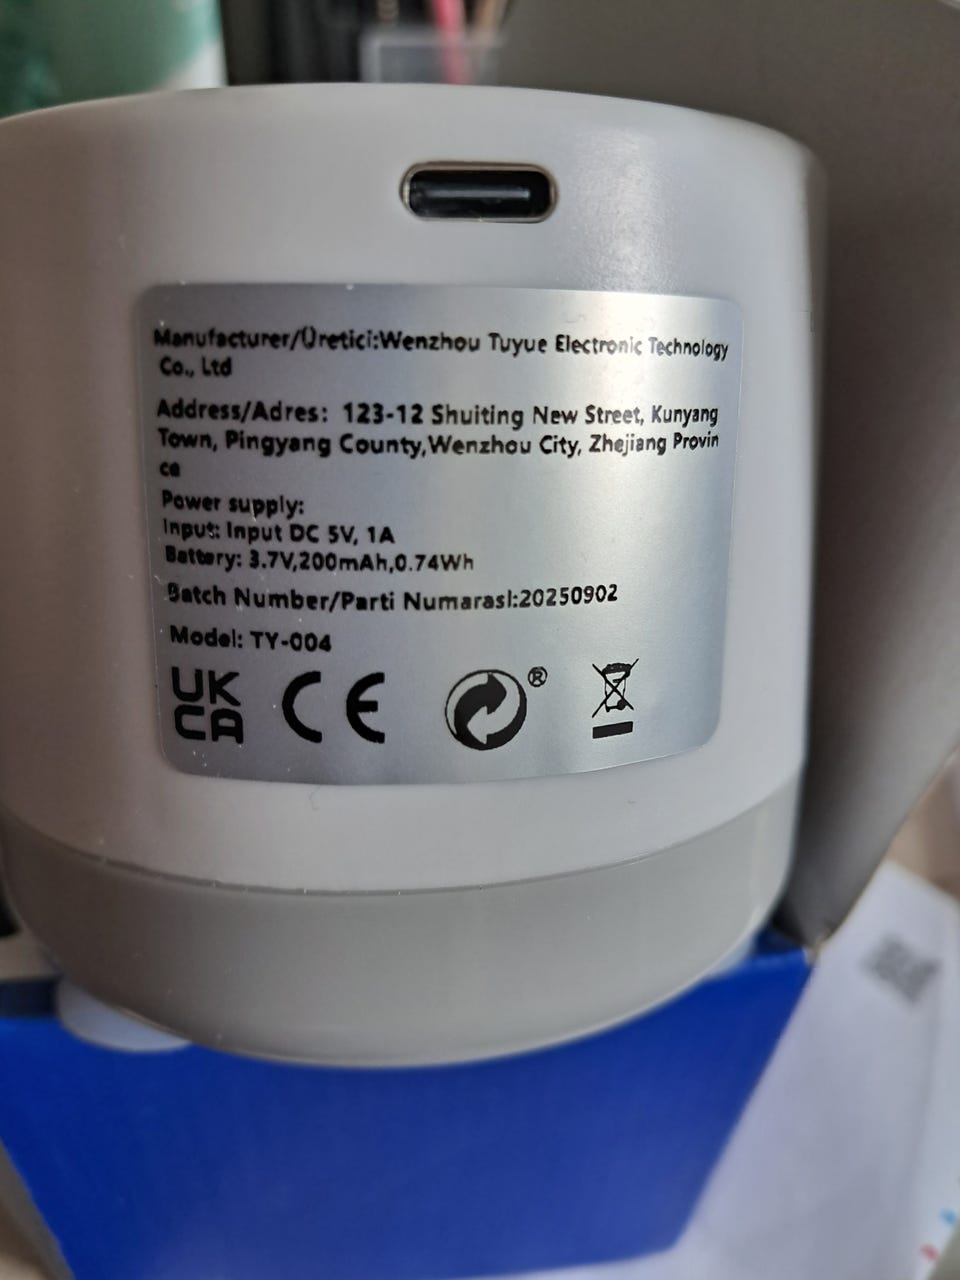 Manufacturer/Üretici:Wenzhou Tuyue Electronic Technology
Co., Ltd
Address/Adres: 123-12 Shuiting New Street, Kunyang
Town, Pingyang County,Wenzhou City, Zhejiang Provin
ce
Power supply:
Input: Input DC 5V, 1A
Battery: 3.7V,200mAh,0.74Wh
Batch Number/Parti Numarasl:20250902
Model: TY-004
UK
CA CE ®